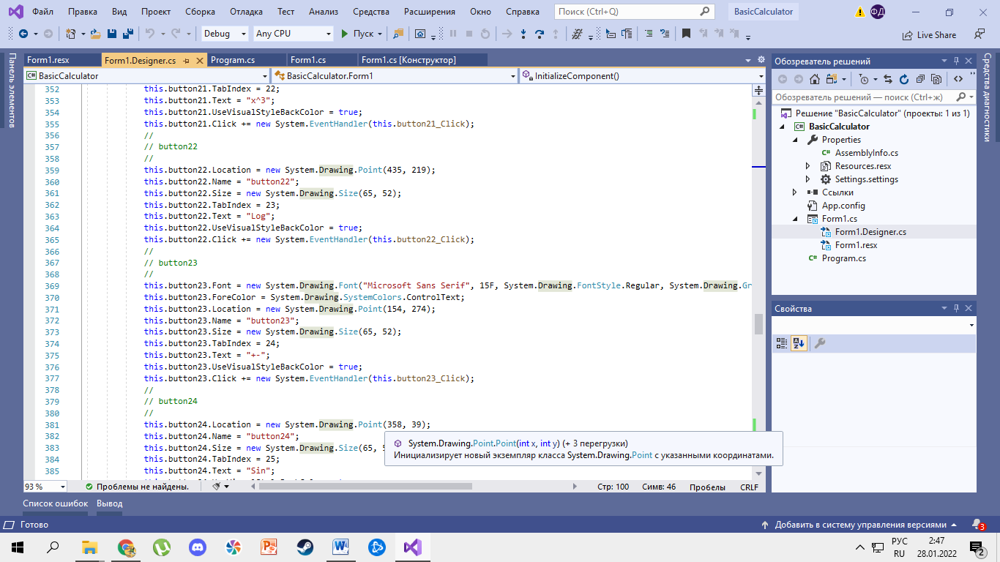 Файл Правка Вид Проект Сборка Отладка Тест Анализ Средства Расширения Окно Справка Поиск (Ctrl+Q) BasicCalculator ФД
Debug Any CPU Пуск Live Share
Панель элементов
Form1.resx Form1.Designer.cs Program.cs Form1.cs Form1.cs [Конструктор]
BasicCalculator BasicCalculator.Form1 InitializeComponent()
352 this.button21.TabIndex = 22;
353 this.button21.Text = "x^3";
354 this.button21.UseVisualStyleBackColor = true;
355 this.button21.Click += new System.EventHandler(this.button21_Click);
356 //
357 // button22
358 //
359 this.button22.Location = new System.Drawing.Point(435, 219);
360 this.button22.Name = "button22";
361 this.button22.Size = new System.Drawing.Size(65, 52);
362 this.button22.TabIndex = 23;
363 this.button22.Text = "Log";
364 this.button22.UseVisualStyleBackColor = true;
365 this.button22.Click += new System.EventHandler(this.button22_Click);
366 //
367 // button23
368 //
369 this.button23.Font = new System.Drawing.Font("Microsoft Sans Serif", 15F, System.Drawing.FontStyle.Regular, System.Drawing.Gr
370 this.button23.ForeColor = System.Drawing.SystemColors.ControlText;
371 this.button23.Location = new System.Drawing.Point(154, 274);
372 this.button23.Name = "button23";
373 this.button23.Size = new System.Drawing.Size(65, 52);
374 this.button23.TabIndex = 24;
375 this.button23.Text = "+-";
376 this.button23.UseVisualStyleBackColor = true;
377 this.button23.Click += new System.EventHandler(this.button23_Click);
378 //
379 // button24
380 //
381 this.button24.Location = new System.Drawing.Point(358, 39);
382 this.button24.Name = "button24";
383 this.button24.Size = new System.Drawing.Size(65,
384 this.button24.TabIndex = 25;
385 this.button24.Text = "Sin";
System.Drawing.Point.Point(int x, int y) (+ 3 перегрузки)
Инициализирует новый экземпляр класса System.Drawing.Point с указанными координатами.
93 % Проблемы не найдены. Стр: 100 Симв: 46 Пробелы CRLF
Обозреватель решений
Обозреватель решений — поиск (Ctrl+ж)
Решение "BasicCalculator" (проекты: 1 из 1)
BasicCalculator
Properties
AssemblyInfo.cs
Resources.resx
Settings.settings
Ссылки
App.config
Form1.cs
Form1.Designer.cs
Form1.resx
Program.cs
Свойства
Средства диагностики
Список ошибок Вывод
Готово Добавить в систему управления версиями 3
РУС 2:47
RU 28.01.2022 2